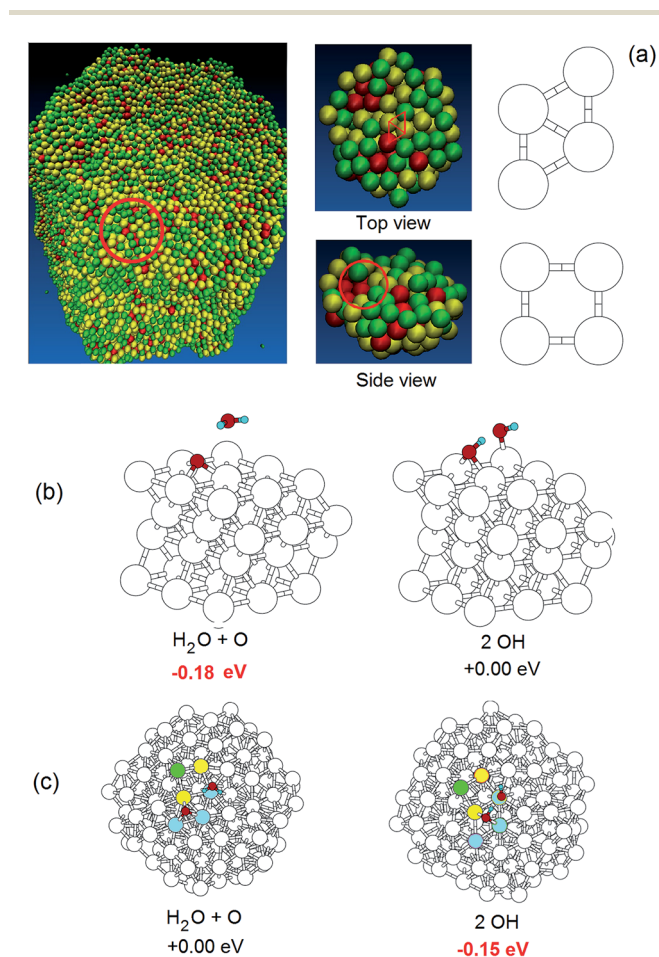 (a)
Top view
Side view
(b)
H₂O + O
-0.18 eV
2 OH
+0.00 eV
(c)
H₂O + O
+0.00 eV
2 OH
-0.15 eV